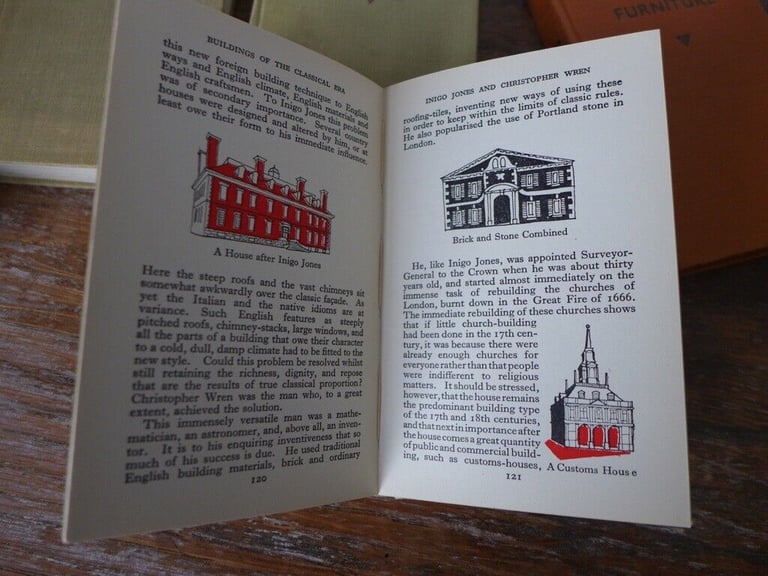 FURNITURE
BUILDINGS OF THE CLASSICAL ERA
this new foreign building technique to English
ways and English climate, English materials and
English craftsmen. To Inigo Jones this problem
was of secondary importance. Several country
houses were designed and altered by him, or at
least owe their form to his immediate influence.
A House after Inigo Jones
Here the steep roofs and the vast chimneys sit
somewhat awkwardly over the classic façade. As
yet the Italian and the native idioms are at
variance. Such English features as steeply
pitched roofs, chimney-stacks, large windows, and
all the parts of a building that owe their character
to a cold, dull, damp climate had to be fitted to the
new style. Could this problem be resolved whilst
still retaining the richness, dignity, and repose
that are the results of true classical proportion?
Christopher Wren was the man who, to a great
extent, achieved the solution.
This immensely versatile man was a mathe-
matician, an astronomer, and, above all, an inven-
tor. It is to his enquiring inventiveness that so
much of his success is due. He used traditional
English building materials, brick and ordinary
120
INIGO JONES AND CHRISTOPHER WREN
roofing-tiles, inventing new ways of using these
in order to keep within the limits of classic rules.
He also popularised the use of Portland stone in
London.
Brick and Stone Combined
He, like Inigo Jones, was appointed Surveyor-
General to the Crown when he was about thirty
years old, and started almost immediately on the
immense task of rebuilding the churches of
London, burnt down in the Great Fire of 1666.
The immediate rebuilding of these churches shows
that if little church-building
had been done in the 17th cen-
tury, it was because there were
already enough churches for
everyone rather than that people
were indifferent to religious
matters. It should be stressed,
however, that the house remains
the predominant building type
of the 17th and 18th centuries,
and that next in importance after
the house comes a great quantity
of public and commercial build-
ing, such as customs-houses,
A Customs House
121